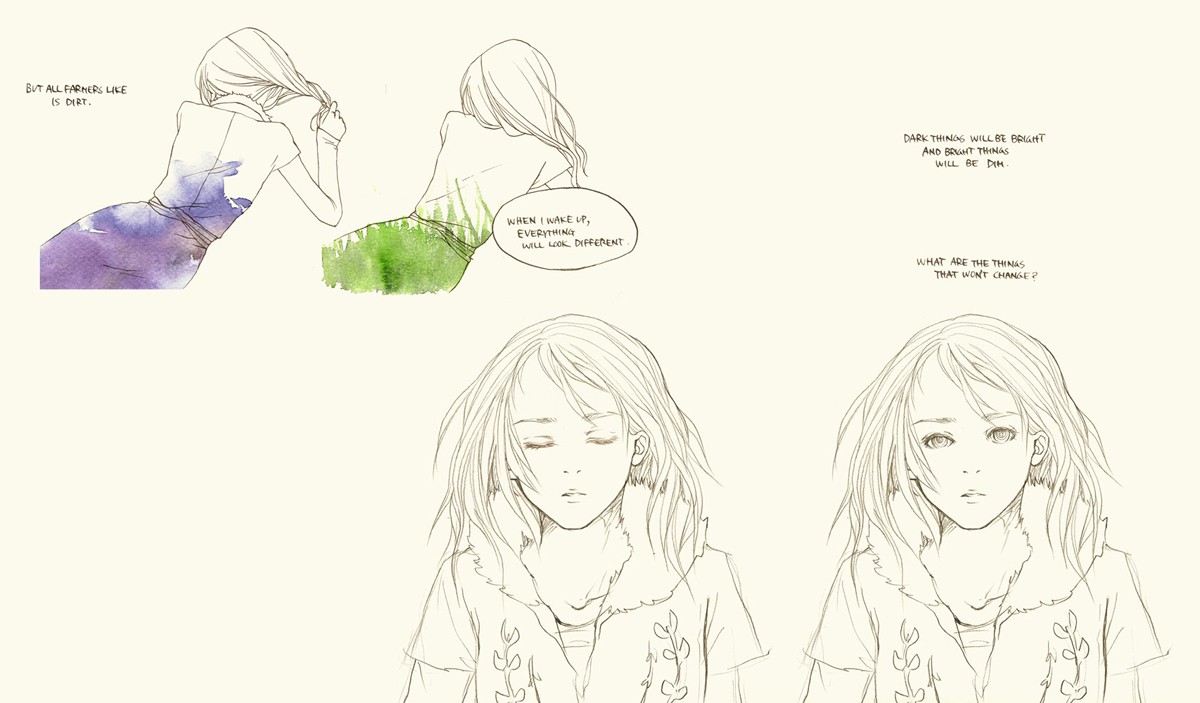 BUT ALL FARMERS LIKE
IS DIRT.
WHEN I WAKE UP,
EVERYTHING
WILL LOOK DIFFERENT.
DARK THINGS WILL BE BRIGHT
AND BRIGHT THINGS
WILL BE DIM.
WHAT ARE THE THINGS
THAT WON'T CHANGE?